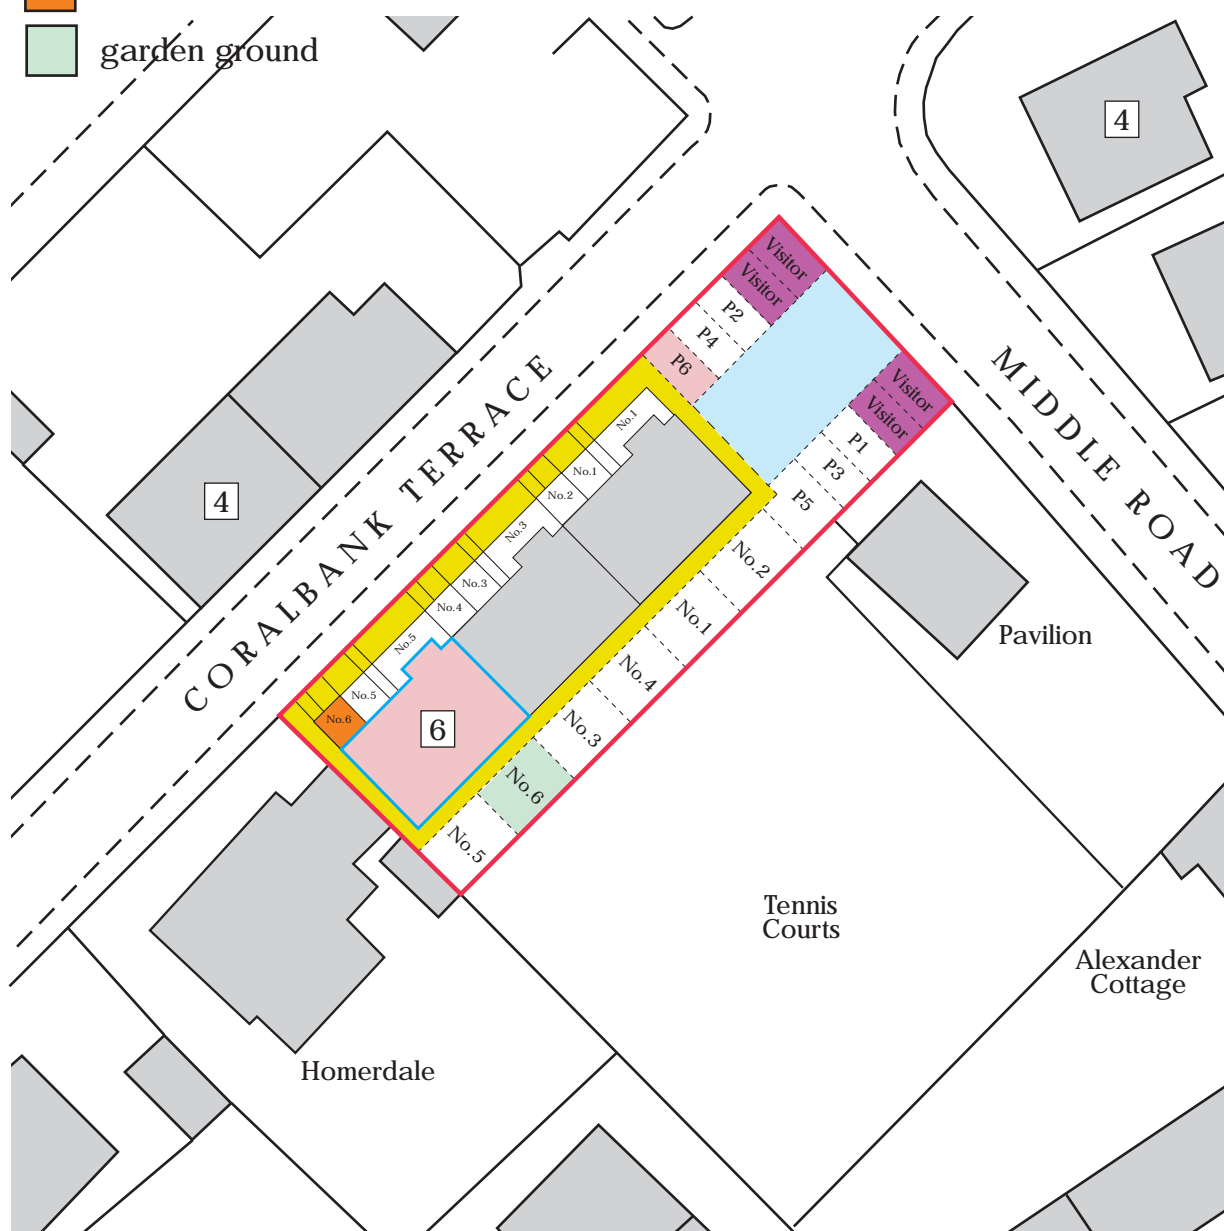 garden ground
4
Visitor
Visitor
P2
P4
P6
Visitor
Visitor
P1
P3
P5
MIDDLE ROAD
CORALBANK TERRACE
4
No.1
No.1
No.2
No.3
No.3
No.4
No.5
No.5
No.6
6
No.2
No.1
No.4
No.3
No.6
No.5
Pavilion
Tennis
Courts
Alexander
Cottage
Homerdale